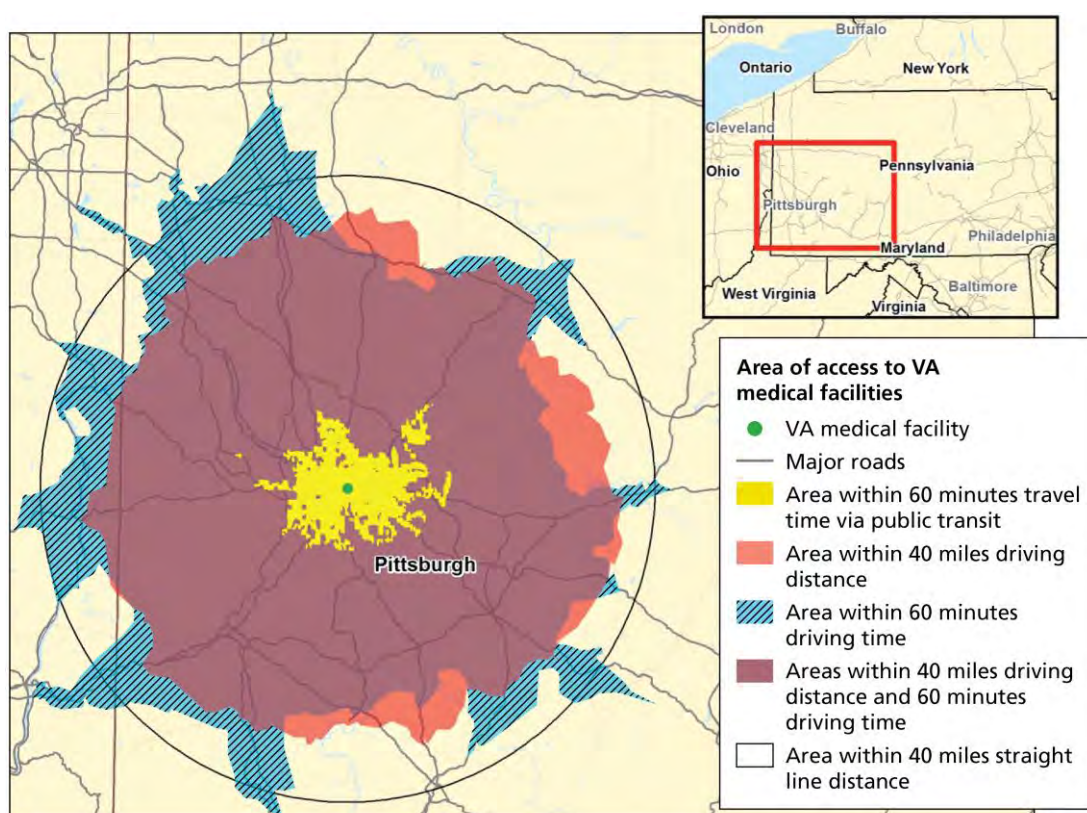 London
Buffalo
Ontario
New York
Cleveland
Ohio
Pennsylvania
Pittsburgh
Philadelphia
Maryland
Baltimore
West Virginia
Virginia
Pittsburgh
Area of access to VA
medical facilities
VA medical facility
Major roads
Area within 60 minutes travel
time via public transit
Area within 40 miles driving
distance
Area within 60 minutes
driving time
Areas within 40 miles driving
distance and 60 minutes
driving time
Area within 40 miles straight
line distance